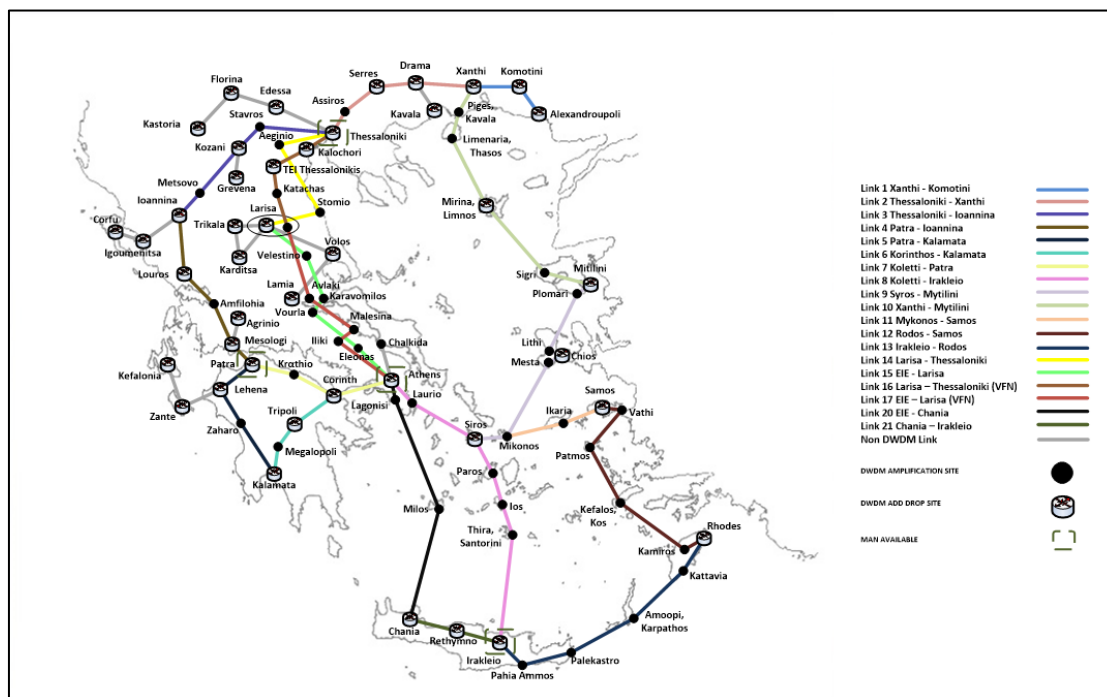 Serres
Drama
Xanthi
Komotini
Florina
Edessa
Assiros
Kavala
Piges,
Kavala
Alexandroupoli
Stavros
Kastoria
Aeginio
Thessaloniki
Limenaria,
Thasos
Kozani
Kalochori
TEI Thessalonikis
Metsovo
Grevena
Katachas
Ioannina
Mirina,
Limnos
Larisa
Stomio
Corfu
Trikala
Volos
Igoumenitsa
Karditsa
Velestino
Louros
Sigri
Mitilini
Avlaki
Lamia
Karavomilos
Plomari
Amfilohia
Vourla
Malesina
Agrinio
Iliki
Eleonas
Chalkida
Lithi
Mesologi
Mesta
Chios
Patra
Krathio
Athens
Kefalonia
Corinth
Laurio
Lehena
Lagonisi
Samos
Zante
Tripoli
Siros
Ikaria
Vathi
Zaharo
Megalopoli
Mikonos
Patmos
Kalamata
Paros
Milos
Ios
Kefalos,
Kos
Thira,
Santorini
Rhodes
Kamiros
Kattavia
Chania
Rethymno
Irakleio
Amoopi,
Karpathos
Palekastro
Pahia Ammos
Link 1 Xanthi - Komotini
Link 2 Thessaloniki - Xanthi
Link 3 Thessaloniki - Ioannina
Link 4 Patra - Ioannina
Link 5 Patra - Kalamata
Link 6 Korinthos - Kalamata
Link 7 Koletti - Patra
Link 8 Koletti - Irakleio
Link 9 Syros - Mytilini
Link 10 Xanthi - Mytilini
Link 11 Mykonos - Samos
Link 12 Rodos - Samos
Link 13 Irakleio - Rodos
Link 14 Larisa - Thessaloniki
Link 15 EIE - Larisa
Link 16 Larisa – Thessaloniki (VFN)
Link 17 EIE – Larisa (VFN)
Link 20 EIE - Chania
Link 21 Chania – Irakleio
Non DWDM Link
DWDM AMPLIFICATION SITE
DWDM ADD DROP SITE
MAN AVAILABLE